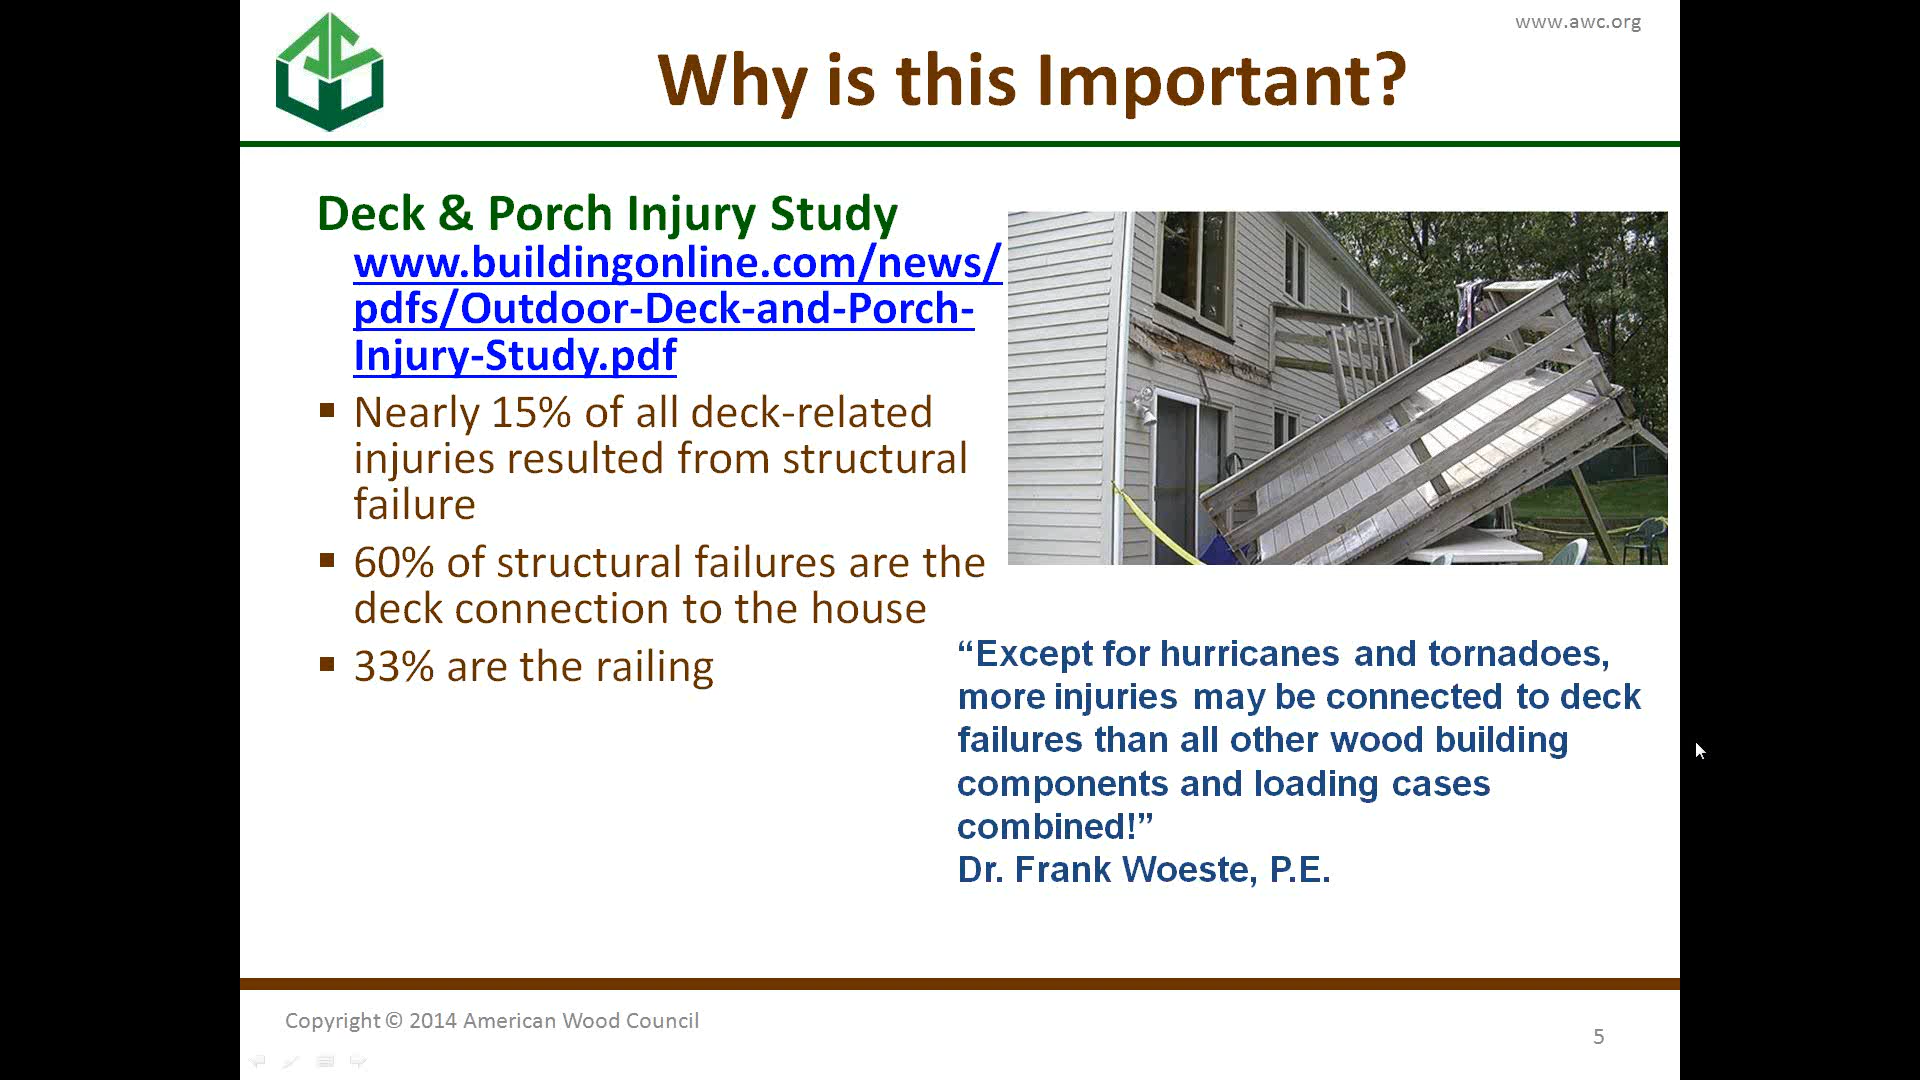 www.awc.org
Why is this Important?
Deck & Porch Injury Study
www.buildingonline.com/news/
pdfs/Outdoor-Deck-and-Porch-
Injury-Study.pdf
▪ Nearly 15% of all deck-related
injuries resulted from structural
failure
▪ 60% of structural failures are the
deck connection to the house
▪ 33% are the railing
“Except for hurricanes and tornadoes,
more injuries may be connected to deck
failures than all other wood building
components and loading cases
combined!”
Dr. Frank Woeste, P.E.
Copyright © 2014 American Wood Council
5